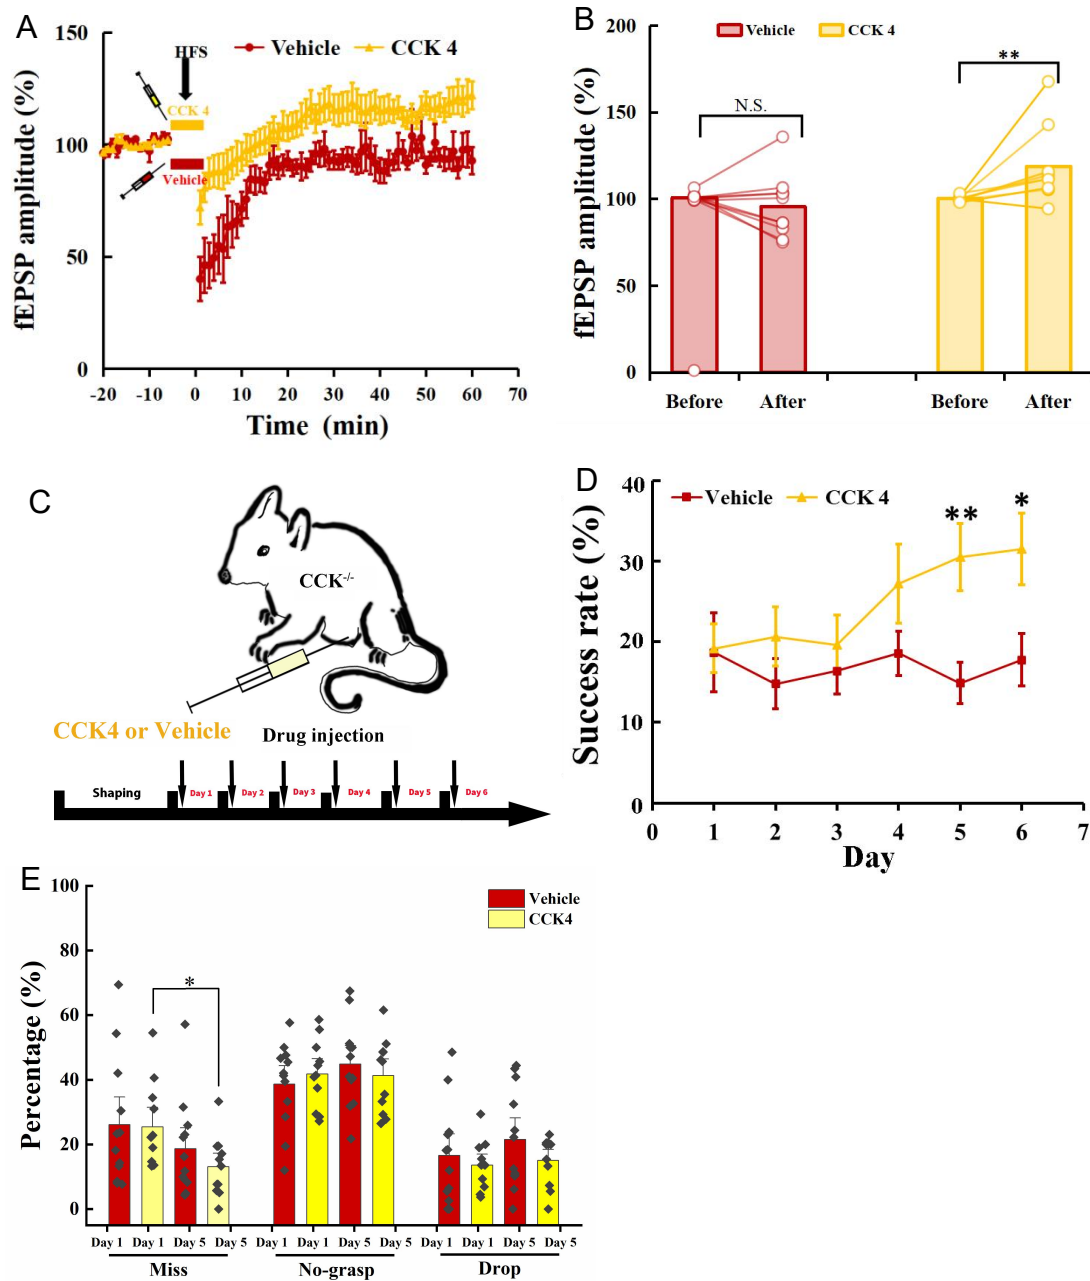 A
fEPSP amplitude (%)
150
100
50
0
-20 -10 0 10 20 30 40 50 60 70
Time (min)
HFS
Vehicle
CCK 4
CCK 4
Vehicle
B
fEPSP amplitude (%)
200
150
100
50
0
Vehicle
CCK 4
N.S.
**
Before After Before After
C
CCK-/-
CCK4 or Vehicle
Drug injection
Shaping Day 1 Day 2 Day 3 Day 4 Day 5 Day 6
D
Success rate (%)
40
30
20
10
0
Vehicle
CCK 4
**
*
0 1 2 3 4 5 6 7
Day
E
Percentage (%)
100
80
60
40
20
0
Vehicle
CCK4
*
Day 1 Day 1 Day 5 Day 5 Day 1 Day 1 Day 5 Day 5 Day 1 Day 1 Day 5 Day 5
Miss No-grasp Drop